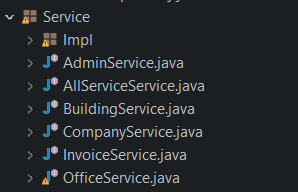 Service
Impl
AdminService.java
AllServiceService.java
BuildingService.java
CompanyService.java
InvoiceService.java
OfficeService.java